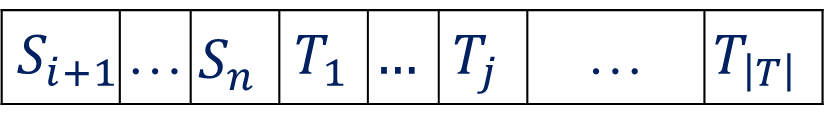 S_{i+1} ... S_n T_1 ... T_j ... T_{|T|}